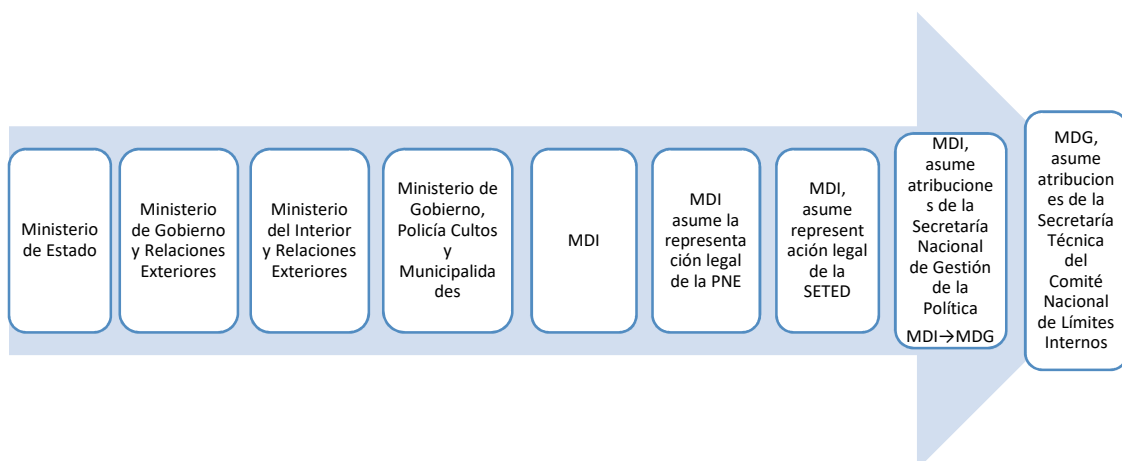 Ministerio
de Estado
Ministerio
de Gobierno
y Relaciones
Exteriores
Ministerio
del Interior y
Relaciones
Exteriores
Ministerio de
Gobierno,
Policía Cultos
y
Municipalida
des
MDI
MDI
asume la
representa
ción legal
de la PNE
MDI,
asume
represent
ación legal
de la
SETED
MDI,
asume
atribucione
s de la
Secretaría
Nacional
de Gestión
de la
Política
MDI→MDG
MDG,
asume
atribucion
es de la
Secretaría
Técnica
del
Comité
Nacional
de Límites
Internos